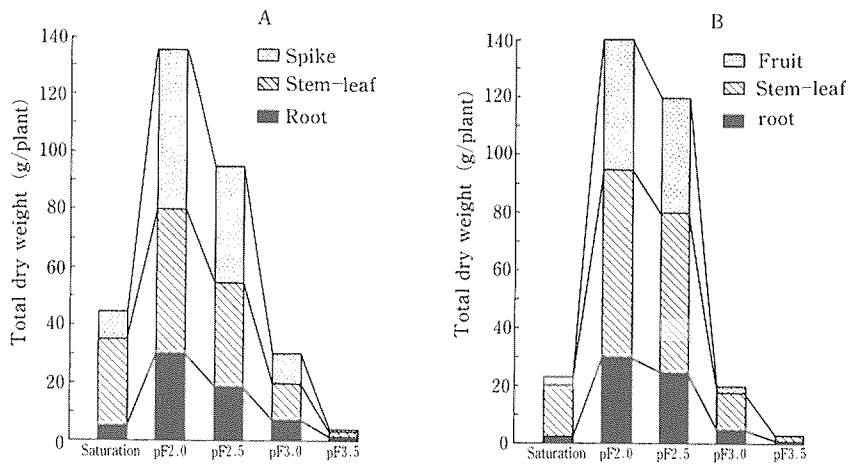 A
Total dry weight (g/plant)
140
120
100
80
60
40
20
0
Spike
Stem-leaf
Root
Saturation pF2.0 pF2.5 pF3.0 pF3.5
B
Total dry weight (g/plant)
140
120
100
80
60
40
20
0
Fruit
Stem-leaf
root
Saturation pF2.0 pF2.5 pF3.0 pF3.5